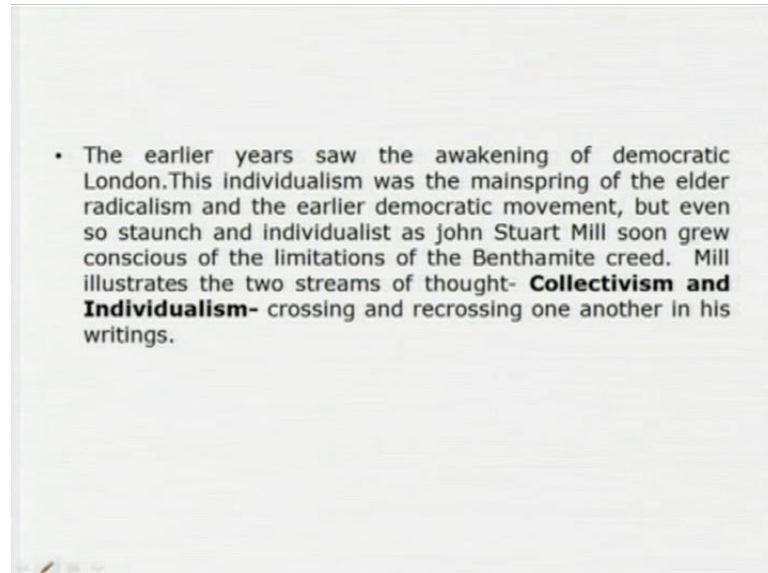 • The earlier years saw the awakening of democratic
London.This individualism was the mainspring of the elder
radicalism and the earlier democratic movement, but even
so staunch and individualist as john Stuart Mill soon grew
conscious of the limitations of the Benthamite creed.  Mill
illustrates the two streams of thought- Collectivism and
Individualism- crossing and recrossing one another in his
writings.